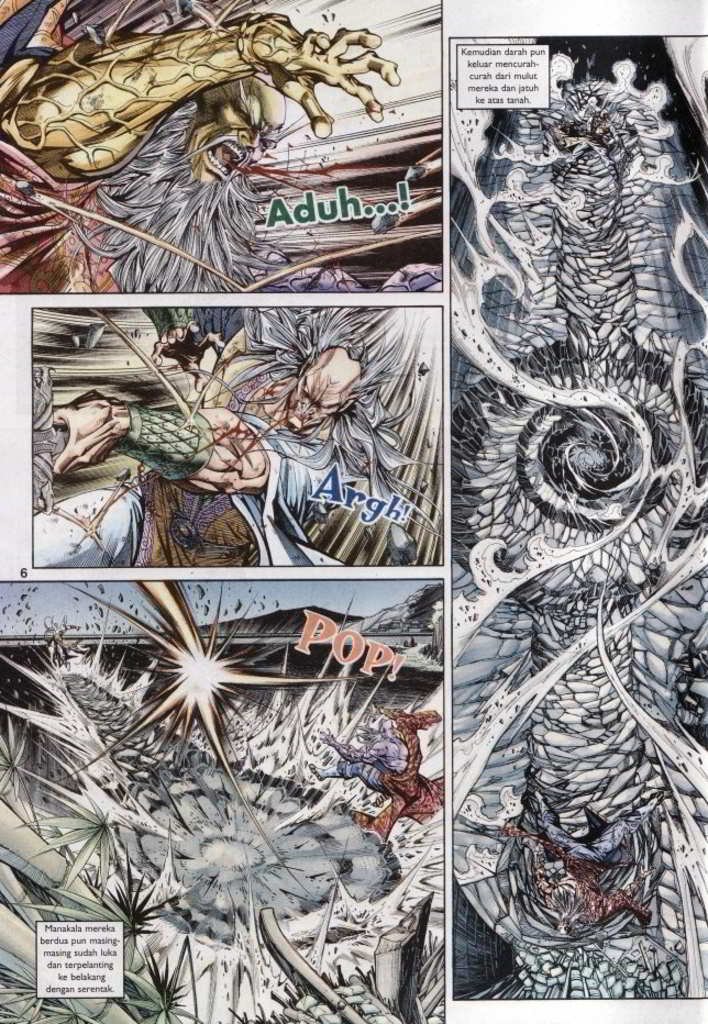 Aduh...!
Argh!
6
POP!
Manakala mereka
berdua pun masing-
masing sudah luka
dan terpelanting
ke belakang
dengan serentak.
Kemudian darah pun
keluar mencurah-
curah dari mulut
mereka dan jatuh
ke atas tanah.